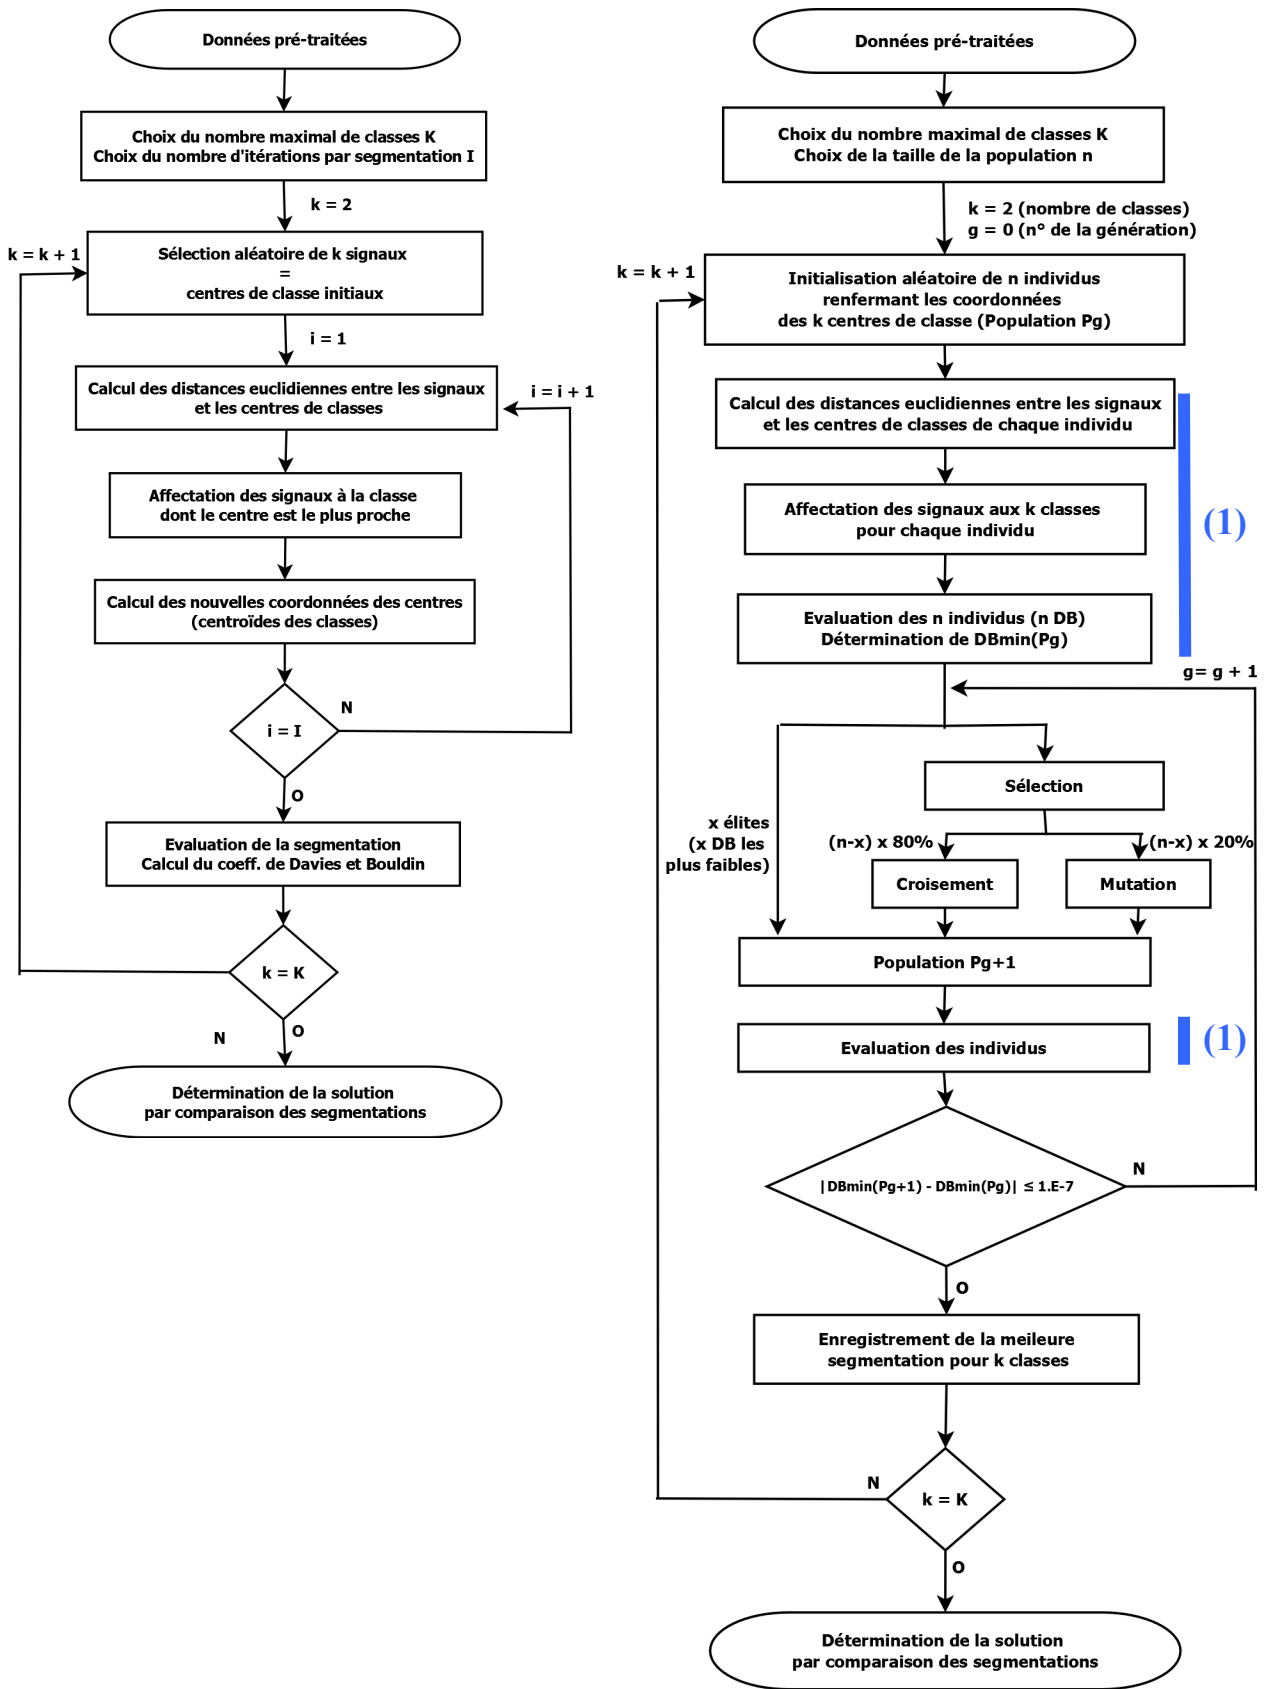 Données pré-traitées
Choix du nombre maximal de classes K
Choix du nombre d'itérations par segmentation I
k = 2
k = k + 1
Sélection aléatoire de k signaux
=
centres de classe initiaux
i = 1
Calcul des distances euclidiennes entre les signaux
et les centres de classes
i = i + 1
Affectation des signaux à la classe
dont le centre est le plus proche
Calcul des nouvelles coordonnées des centres
(centroïdes des classes)
i = I
N
O
Evaluation de la segmentation
Calcul du coeff. de Davies et Bouldin
k = K
N
O
Détermination de la solution
par comparaison des segmentations
Données pré-traitées
Choix du nombre maximal de classes K
Choix de la taille de la population n
k = 2 (nombre de classes)
g = 0 (n° de la génération)
k = k + 1
Initialisation aléatoire de n individus
renfermant les coordonnées
des k centres de classe (Population Pg)
Calcul des distances euclidiennes entre les signaux
et les centres de classes de chaque individu
Affectation des signaux aux k classes
pour chaque individu
(1)
Evaluation des n individus (n DB)
Détermination de DBmin(Pg)
g= g + 1
Sélection
x élites
(x DB les
plus faibles)
(n-x) x 80%
(n-x) x 20%
Croisement
Mutation
Population Pg+1
Evaluation des individus
(1)
|DBmin(Pg+1) - DBmin(Pg)| ≤ 1.E-7
N
O
Enregistrement de la meileure
segmentation pour k classes
N
k = K
O
Détermination de la solution
par comparaison des segmentations